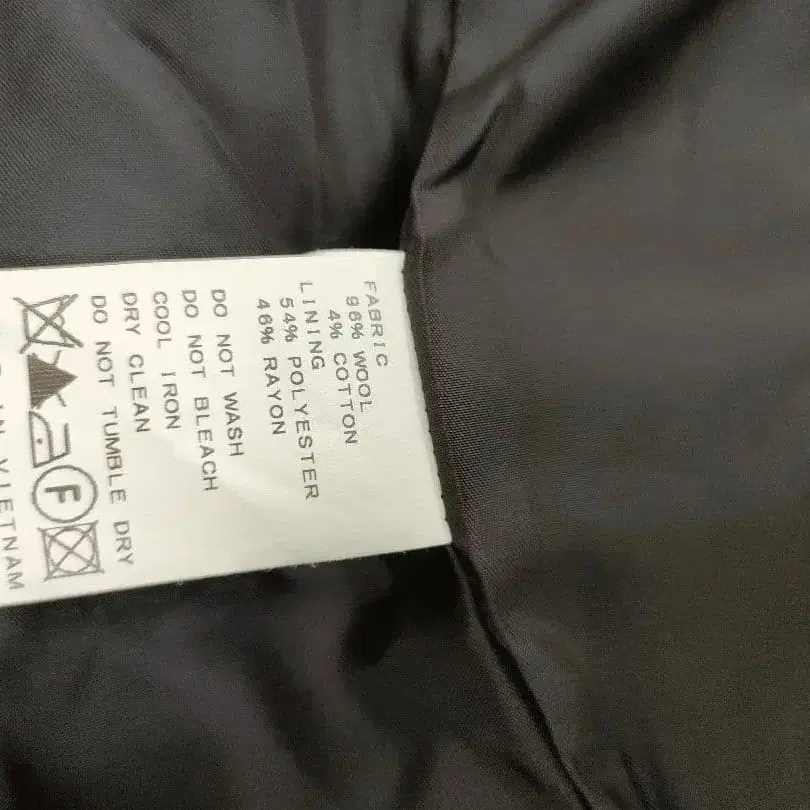 FABRIC
96% WOOL
4% COTTON
LINING
54% POLYESTER
46% RAYON
DO NOT WASH
DO NOT BLEACH
COOL IRON
DRY CLEAN
DO NOT TUMBLE DRY
F
IN VIETNAM